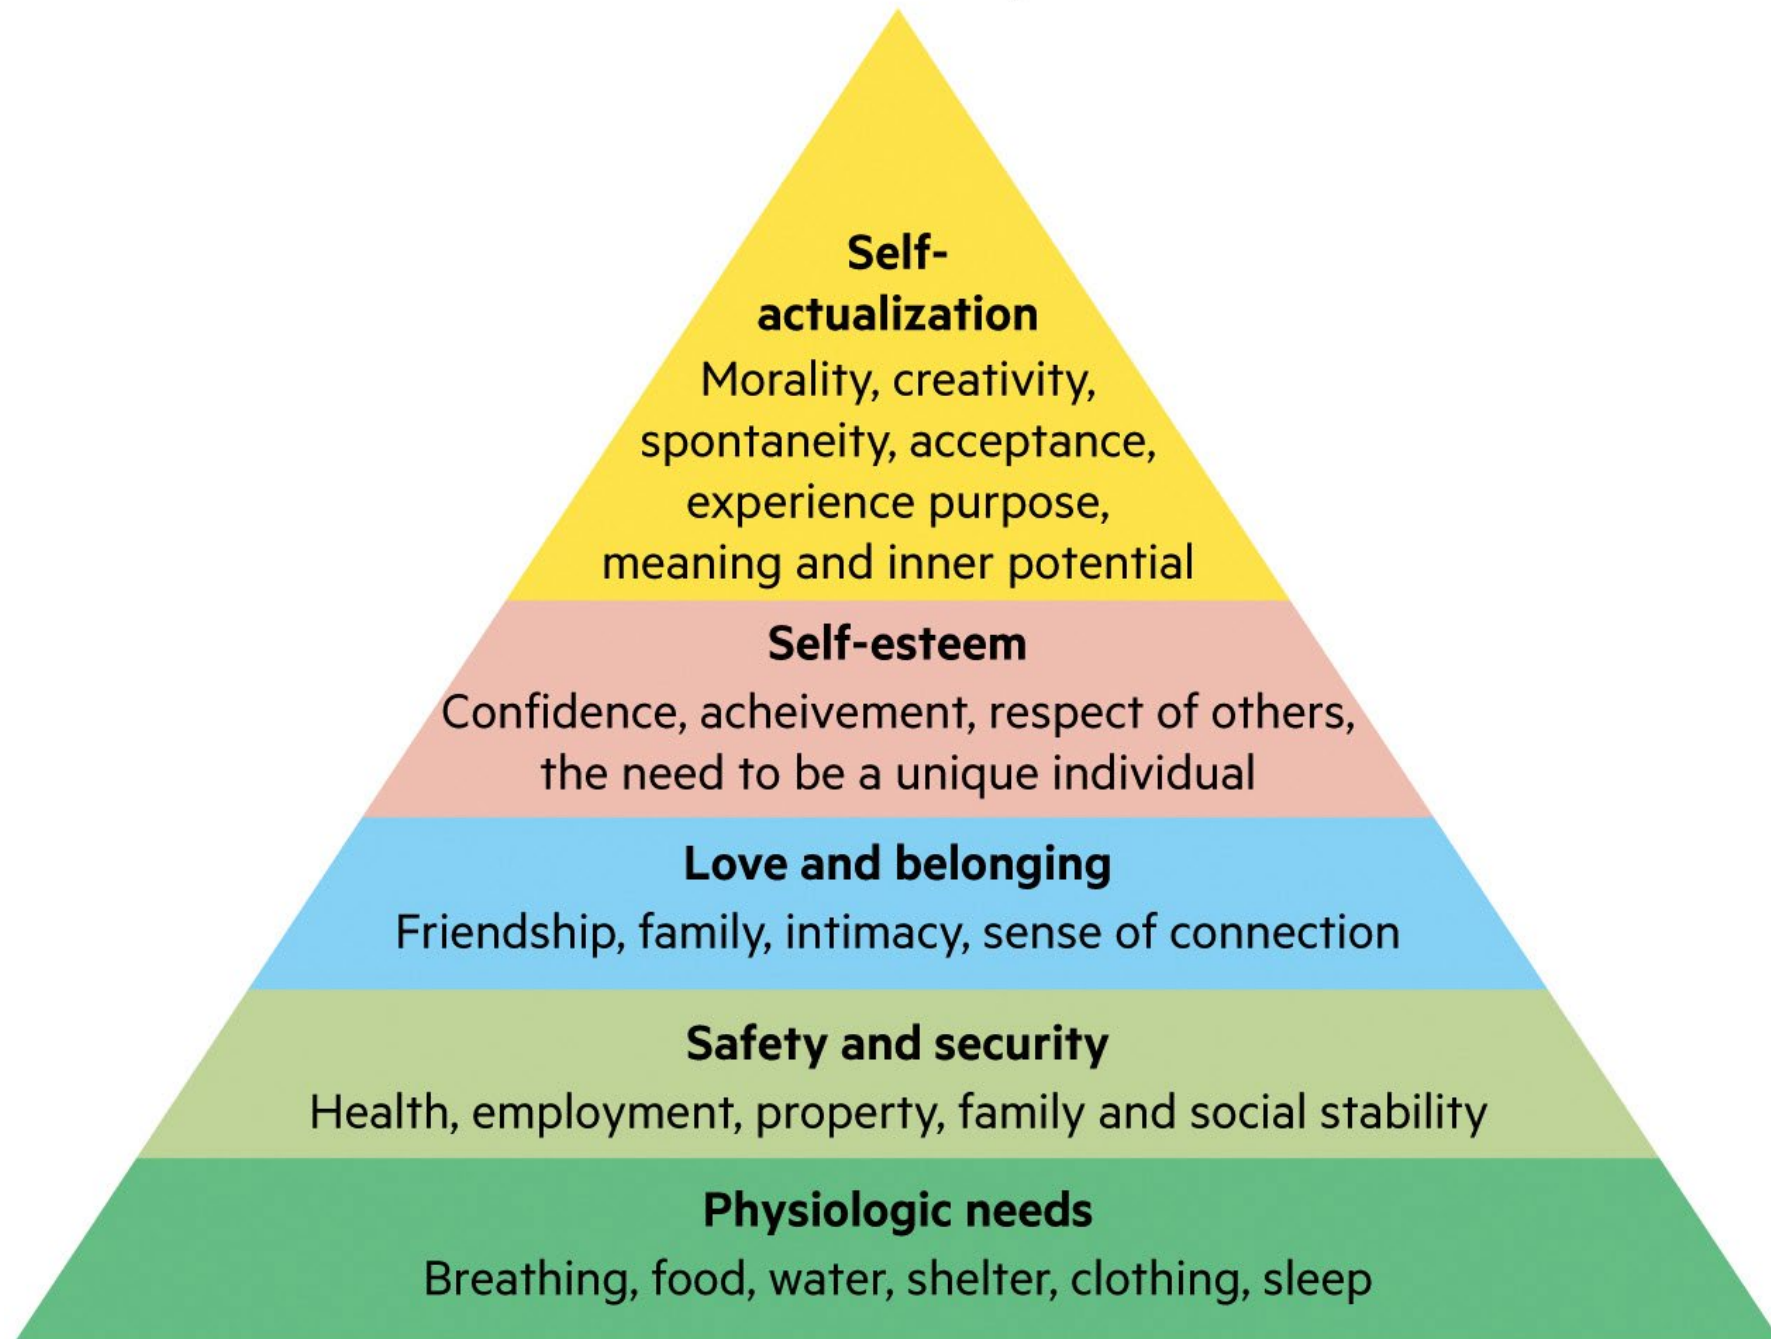 Self-
actualization
Morality, creativity,
spontaneity, acceptance,
experience purpose,
meaning and inner potential
Self-esteem
Confidence, acheivement, respect of others,
the need to be a unique individual
Love and belonging
Friendship, family, intimacy, sense of connection
Safety and security
Health, employment, property, family and social stability
Physiologic needs
Breathing, food, water, shelter, clothing, sleep